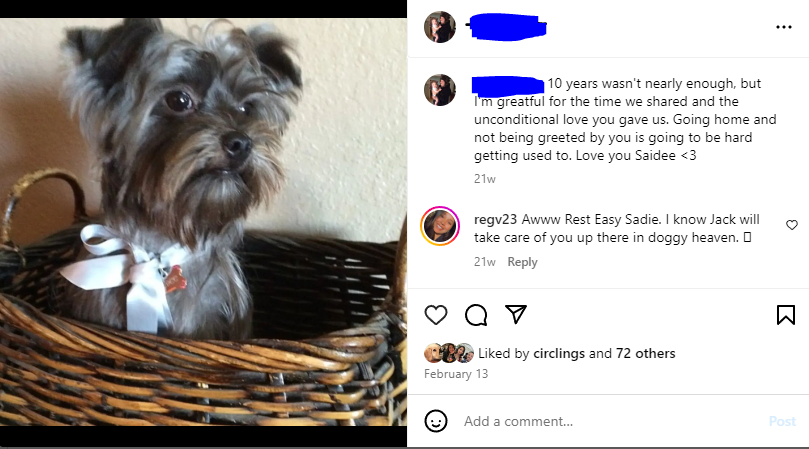 10 years wasn't nearly enough, but
I'm greatful for the time we shared and the
unconditional love you gave us. Going home and
not being greeted by you is going to be hard
getting used to. Love you Saidee <3
21w
regv23 Awww Rest Easy Sadie. I know Jack will
take care of you up there in doggy heaven. 
21w Reply
Liked by circlings and 72 others
February 13
Add a comment... Post